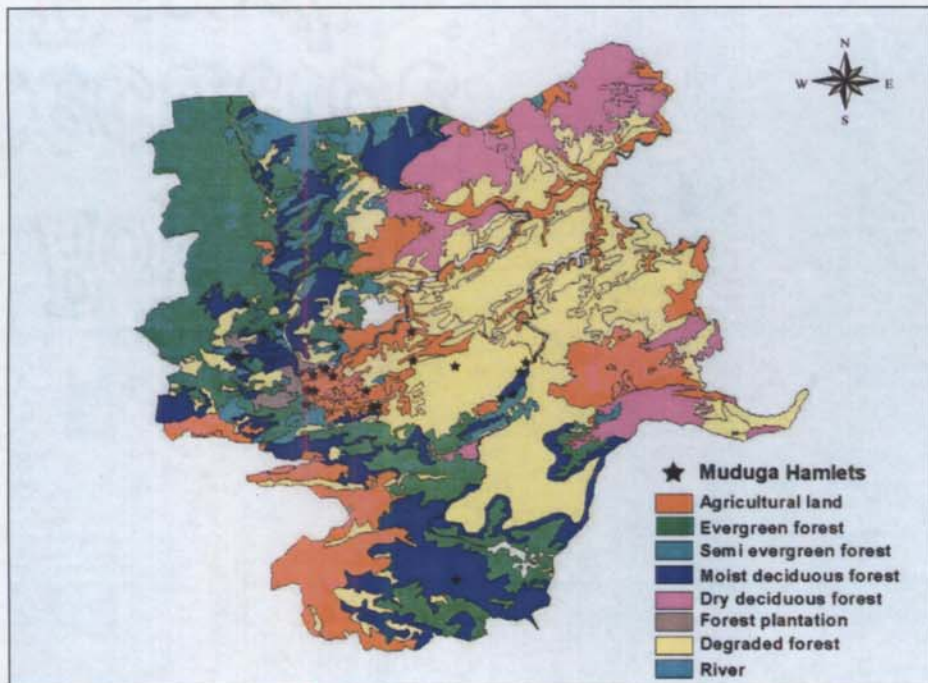 N
W E
S
Muduga Hamlets
Agricultural land
Evergreen forest
Semi evergreen forest
Moist deciduous forest
Dry deciduous forest
Forest plantation
Degraded forest
River